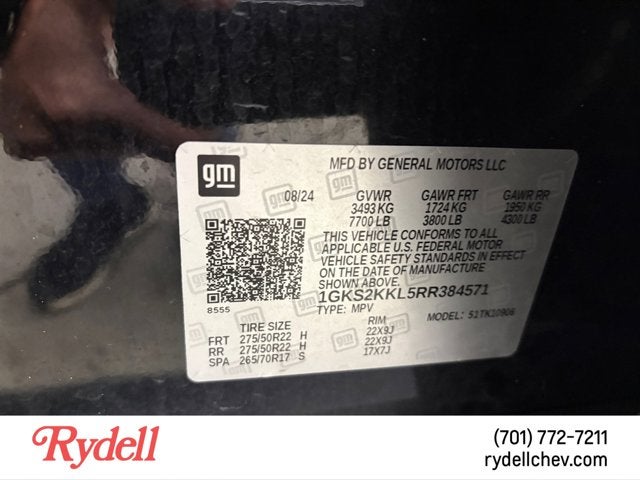 gm
MFD BY GENERAL MOTORS LLC
08/24 GVWR GAWR FRT GAWR RR
3493 KG 1724 KG 1950 KG
7700 LB 3800 LB 4300 LB
THIS VEHICLE CONFORMS TO ALL
APPLICABLE U.S. FEDERAL MOTOR
VEHICLE SAFETY STANDARDS IN EFFECT
ON THE DATE OF MANUFACTURE
SHOWN ABOVE.
1GKS2KKL5RR384571
8555 TYPE: MPV MODEL: 51TK10906
TIRE SIZE RIM
FRT 275/50R22 H 22X9J
RR 275/50R22 H 22X9J
SPA 265/70R17 S 17X7J
Rydell
(701) 772-7211
rydellchev.com